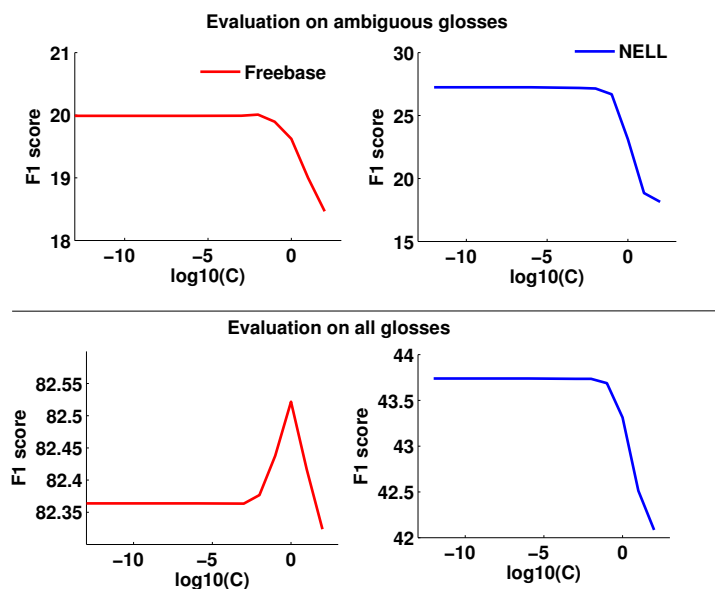 Evaluation on ambiguous glosses
21
20
19
18
F1 score
Freebase
−10
−5
0
log10(C)
30
25
20
15
F1 score
NELL
−10
−5
0
log10(C)
Evaluation on all glosses
82.55
82.5
82.45
82.4
82.35
F1 score
−10
−5
0
log10(C)
44
43.5
43
42.5
42
F1 score
−10
−5
0
log10(C)